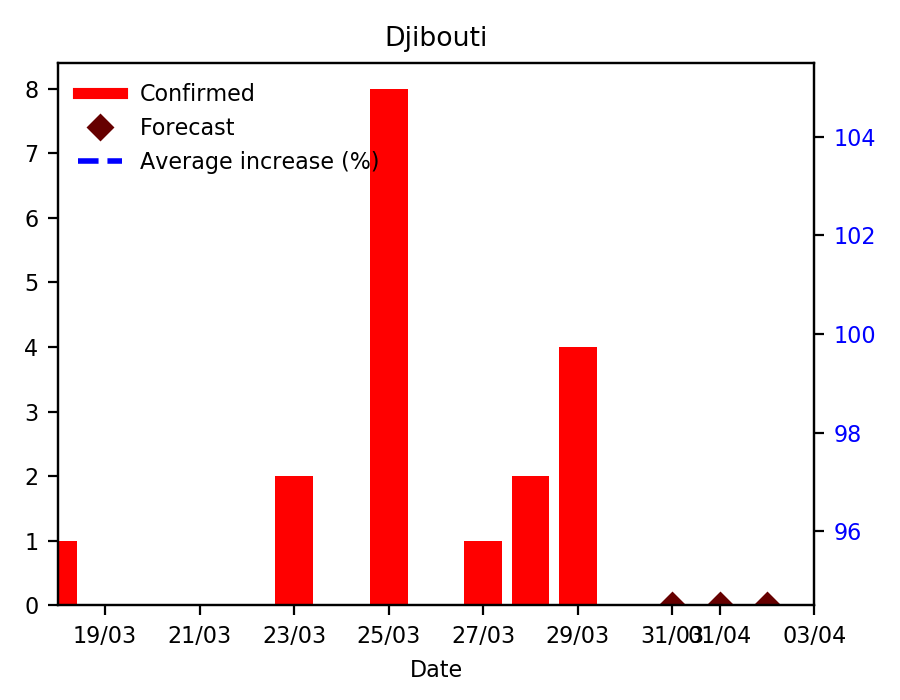 Djibouti
Confirmed
Forecast
Average increase (%)
8
7
6
5
4
3
2
1
0
104
102
100
98
96
19/03 21/03 23/03 25/03 27/03 29/03 31/03 01/04 03/04
Date